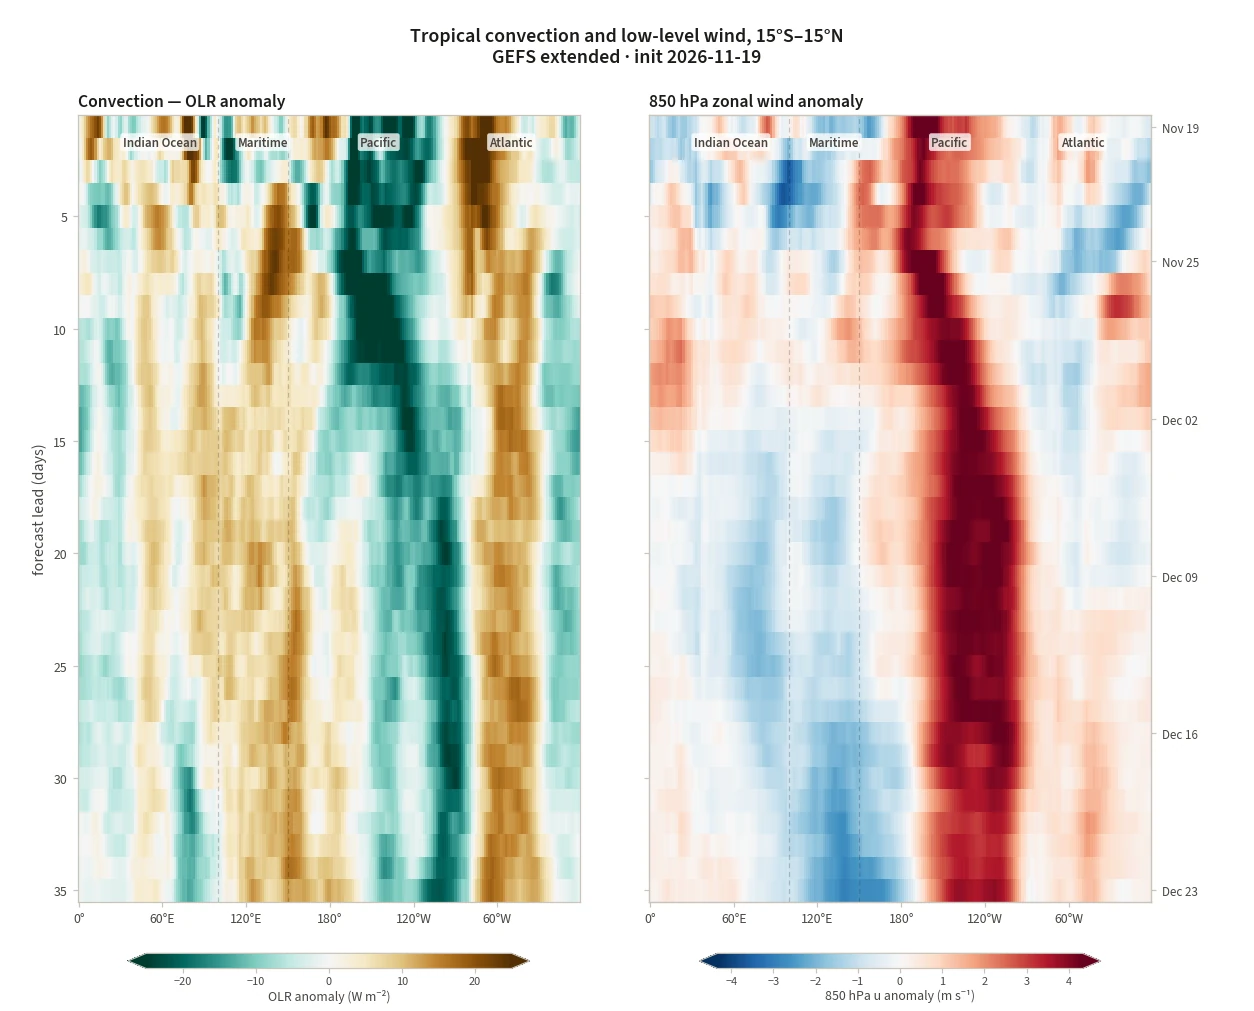 Tropical convection and low-level wind, 15°S–15°N
GEFS extended · init 2026-11-19
Convection — OLR anomaly
850 hPa zonal wind anomaly
Indian Ocean
Maritime
Pacific
Atlantic
Indian Ocean
Maritime
Pacific
Atlantic
forecast lead (days)
5
10
15
20
25
30
35
Nov 19
Nov 25
Dec 02
Dec 09
Dec 16
Dec 23
0°
60°E
120°E
180°
120°W
60°W
0°
60°E
120°E
180°
120°W
60°W
−20
−10
0
10
20
OLR anomaly (W m⁻²)
−4
−3
−2
−1
0
1
2
3
4
850 hPa u anomaly (m s⁻¹)